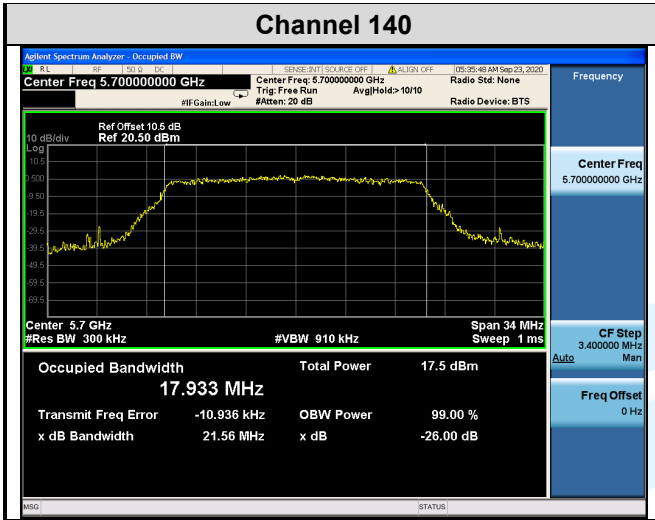 Channel 140
Agilent Spectrum Analyzer - Occupied BW
RL RF 50 Ω DC SENSE:INT SOURCE OFF ALIGN OFF 05:35:48 AM Sep 23, 2020
Center Freq 5.700000000 GHz Center Freq: 5.700000000 GHz Radio Std: None Frequency
Trig: Free Run Avg|Hold:>10/10
#IFGain:Low #Atten: 20 dB Radio Device: BTS
Ref Offset 10.5 dB
10 dB/div Ref 20.50 dBm
Log
10.5
0.500
-9.50
-19.5
-29.5
-39.5
-49.5
-59.5
-69.5
Center Freq
5.700000000 GHz
Center 5.7 GHz Span 34 MHz
#Res BW 300 kHz #VBW 910 kHz Sweep 1 ms
CF Step
3.400000 MHz
Auto Man
Occupied Bandwidth Total Power 17.5 dBm
17.933 MHz
Freq Offset
0 Hz
Transmit Freq Error -10.936 kHz OBW Power 99.00 %
x dB Bandwidth 21.56 MHz x dB -26.00 dB
MSG STATUS